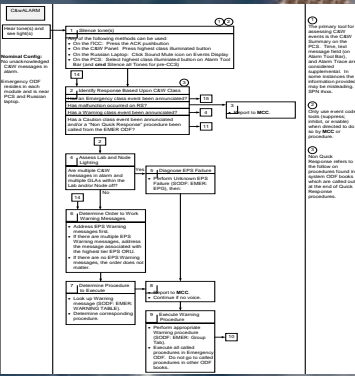 C&W/ALARM
Hear tone(s) and
see light(s)
Nominal Config:
No unacknowledged
C&W messages in
alarm.
Emergency ODF
resides in each
module and is near
PCS and Russian
laptop.
1
2
1 Silence tone(s)
Any of the following methods can be used:
• On the PCC: Press the ACK pushbutton
• On the C&W Panel: Press highest class illuminated button
• On the Russian Laptop: Click Sound Mute icon on Events Display
• On the PCS: Select highest class illuminated button on Alarm Tool
Bar (and cmd Silence all Tones for pre-CCS)
14
3
2 Identify Response Based Upon C&W Class
Has an Emergency class event been annunciated?
Has malfunction occurred on RS?
Has a Warning class event been annunciated?
Has a Caution class event been annunciated
and/or a "Non Quick Response" procedure been
called from the EMER ODF?
4
11
3
Report to MCC.
4 Assess Lab and Node
Lighting
Are multiple C&W
messages in alarm and
multiple GLAs within the
Lab and/or Node off?
Yes
No
5 Diagnose EPS Failure
• Perform Unknown EPS
Failure (SODF: EMER:
EPS), then:
14
6 Determine Order to Work
Warning Messages
• Address EPS Warning
messages first.
• If there are multiple EPS
Warning messages, address
the message associated with
the highest tier EPS ORU.
• If there are no EPS Warning
messages, the order does not
matter.
7 Determine Procedure
to Execute
• Look up Warning
message (SODF: EMER:
WARNING TABLE).
• Determine corresponding
procedure.
8
• Report to MCC.
• Continue if no voice.
9 Execute Warning
Procedure
• Perform appropriate
Warning procedure
(SODF: EMER: Group
Tab).
• Execute all called
procedures in Emergency
ODF. Do not go to called
procedures in other ODF
books.
10
1
The primary tool for
assessing C&W
events is the C&W
Summary on the
PCS. Time, text
message field (on
Alarm Tool Bar),
and Alarm Trace are
considered
supplemental. In
some instances the
information provided
may be misleading.
2
Only use event code
tools (suppress,
inhibit, or enable)
when directed to do
so by MCC or
procedure.
3
Non Quick
Response refers to
the follow on
procedures found in
system ODF books,
which are called out
at the end of Quick
Response
procedures.